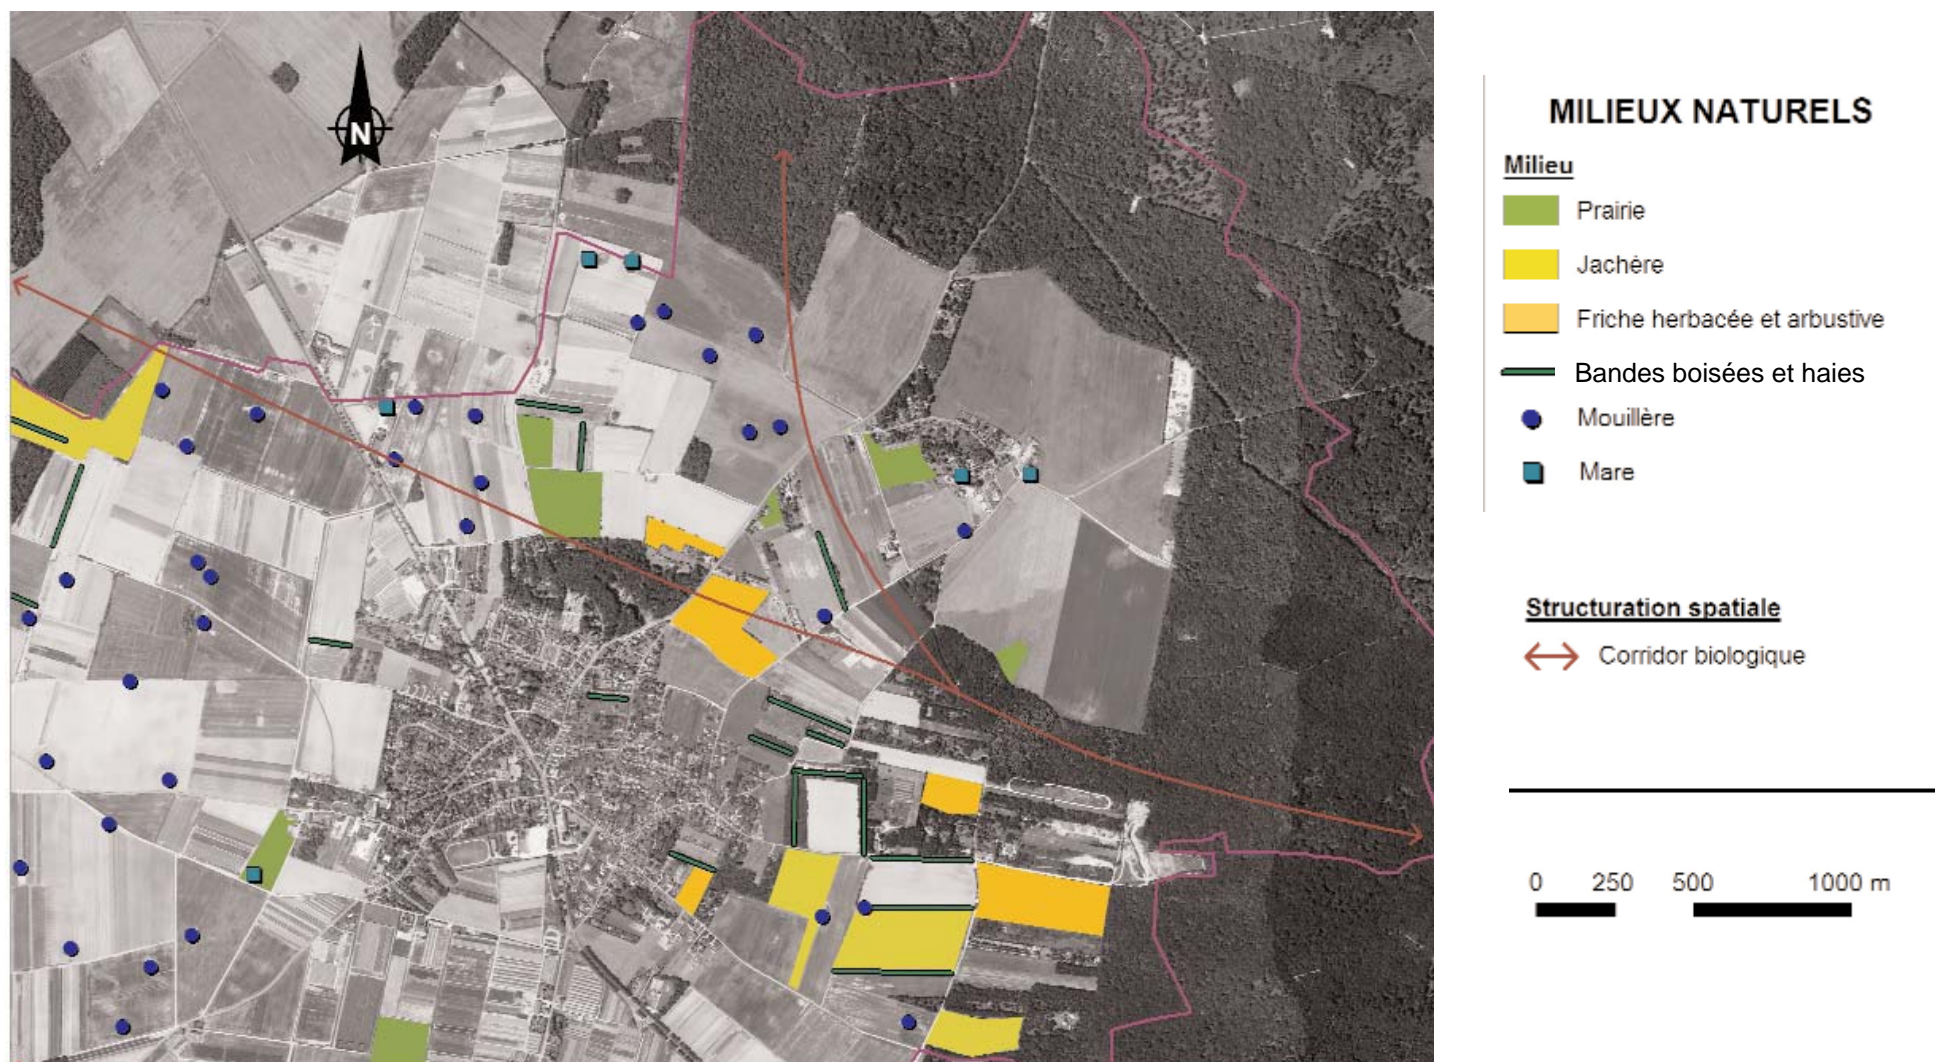 N
MILIEUX NATURELS
Milieu
Prairie
Jachère
Friche herbacée et arbustive
Bandes boisées et haies
Mouillère
Mare
Structuration spatiale
Corridor biologique
0 250 500 1000 m